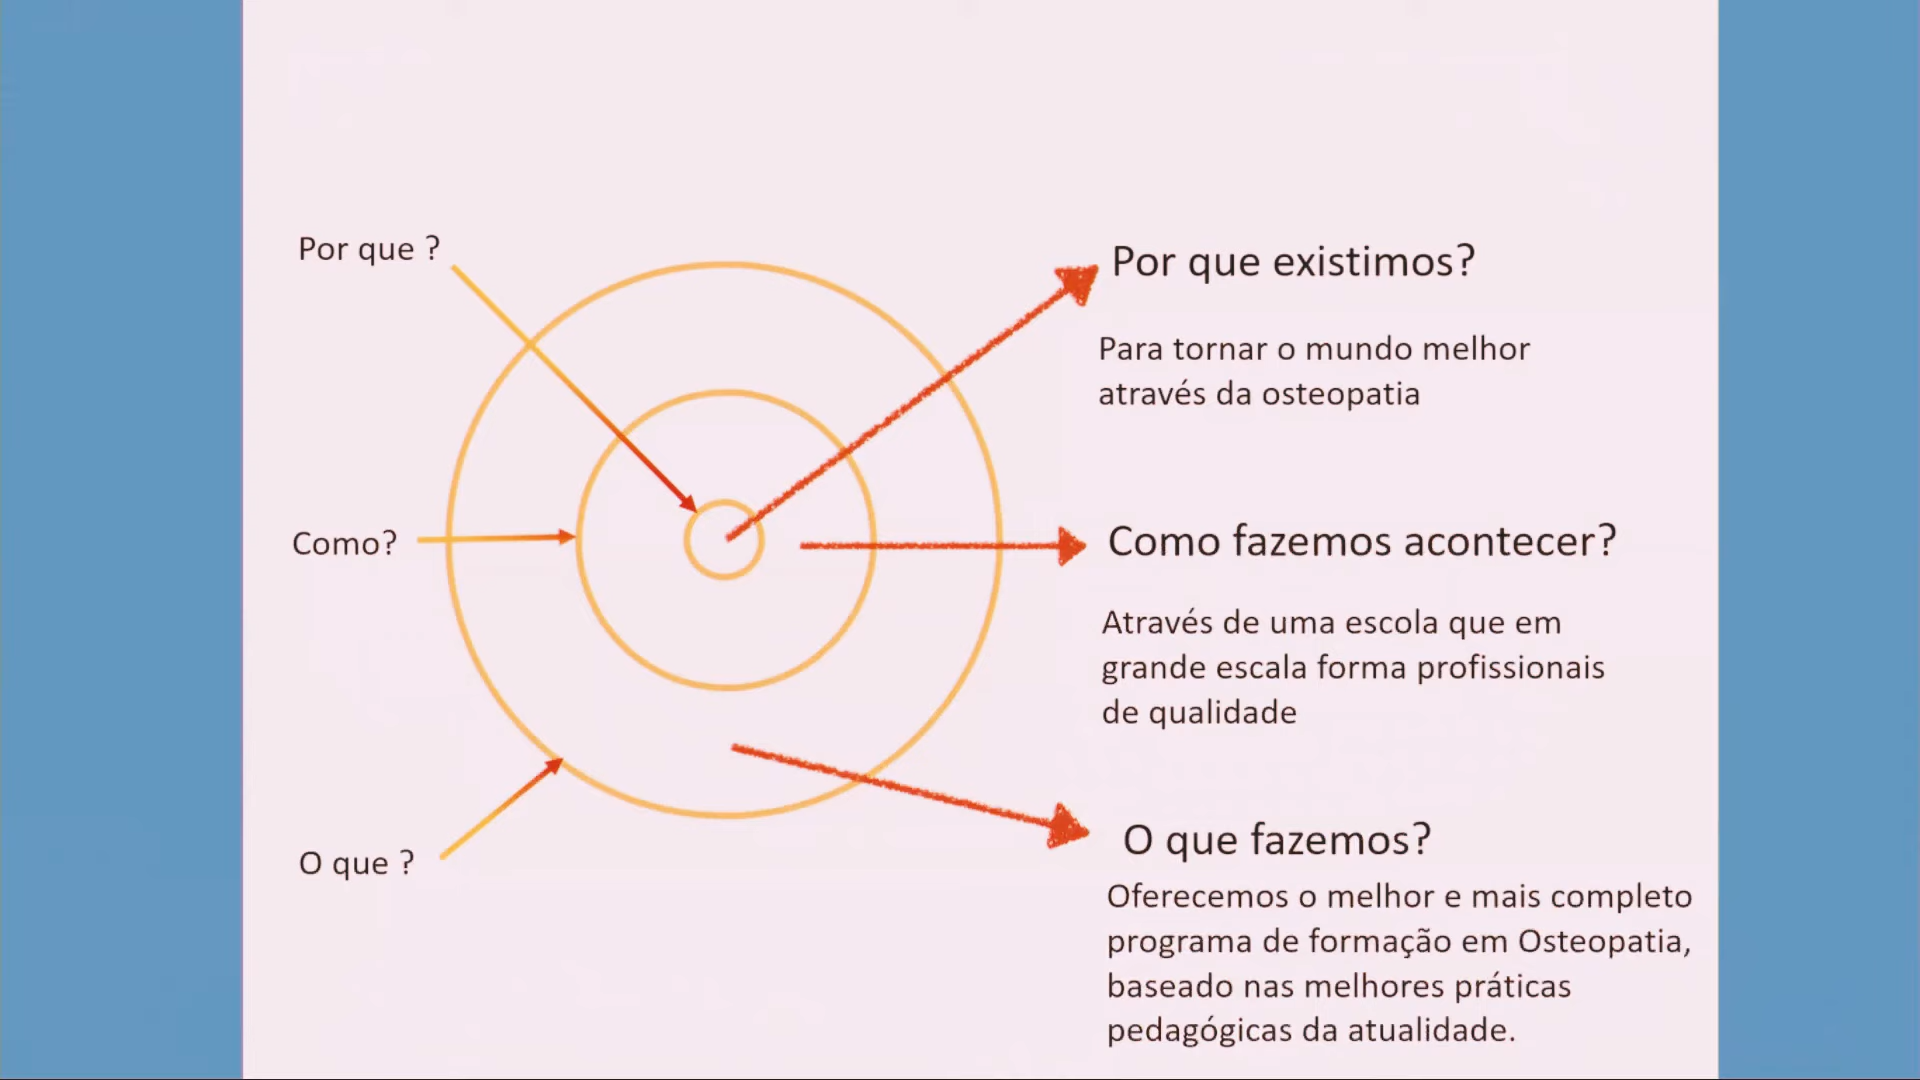 Por que ?
Como?
O que ?
Por que existimos?
Para tornar o mundo melhor
através da osteopatia
Como fazemos acontecer?
Através de uma escola que em
grande escala forma profissionais
de qualidade
O que fazemos?
Oferecemos o melhor e mais completo
programa de formação em Osteopatia,
baseado nas melhores práticas
pedagógicas da atualidade.